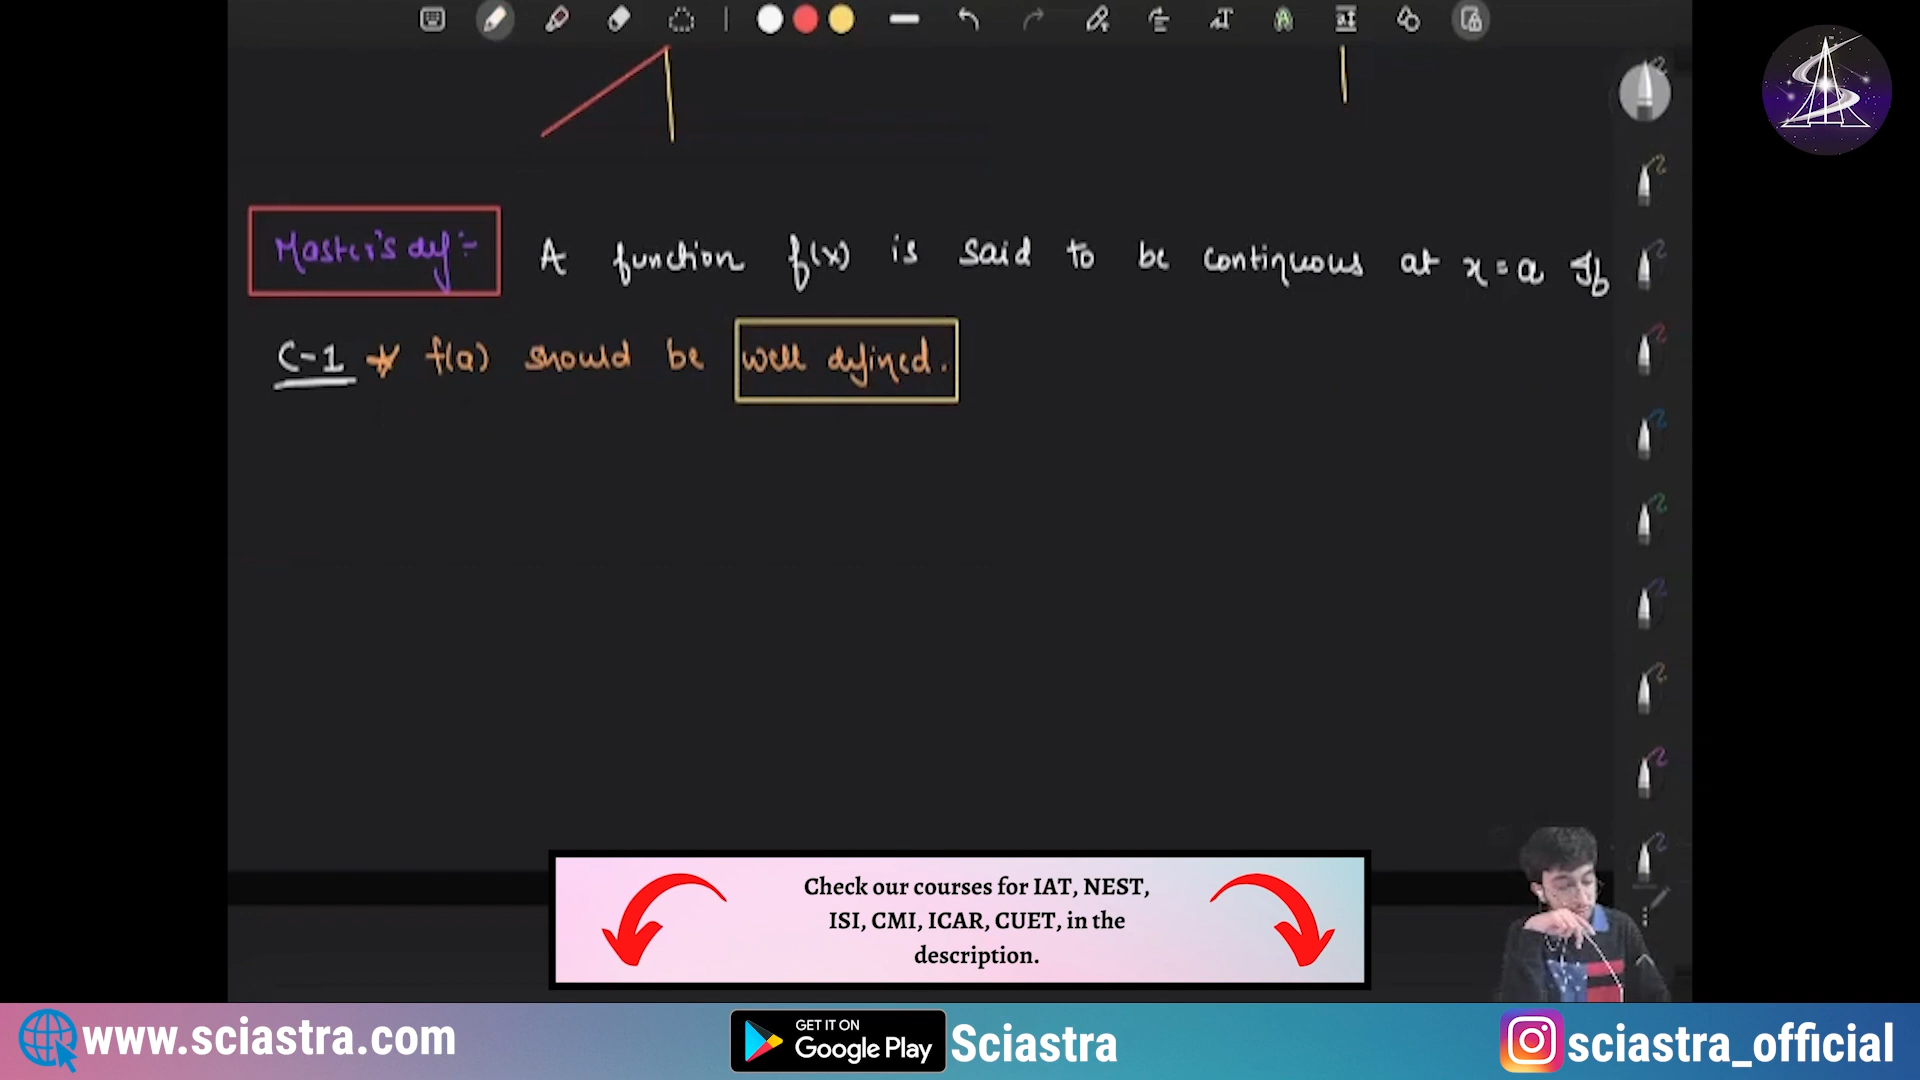 Master's def :-
A function f(x) is said to be continuous at x = a If
C-1 * f(a) should be well defined.
Check our courses for IAT, NEST,
ISI, CMI, ICAR, CUET, in the
description.
www.sciastra.com
GET IT ON
Google Play
Sciastra
sciastra_official